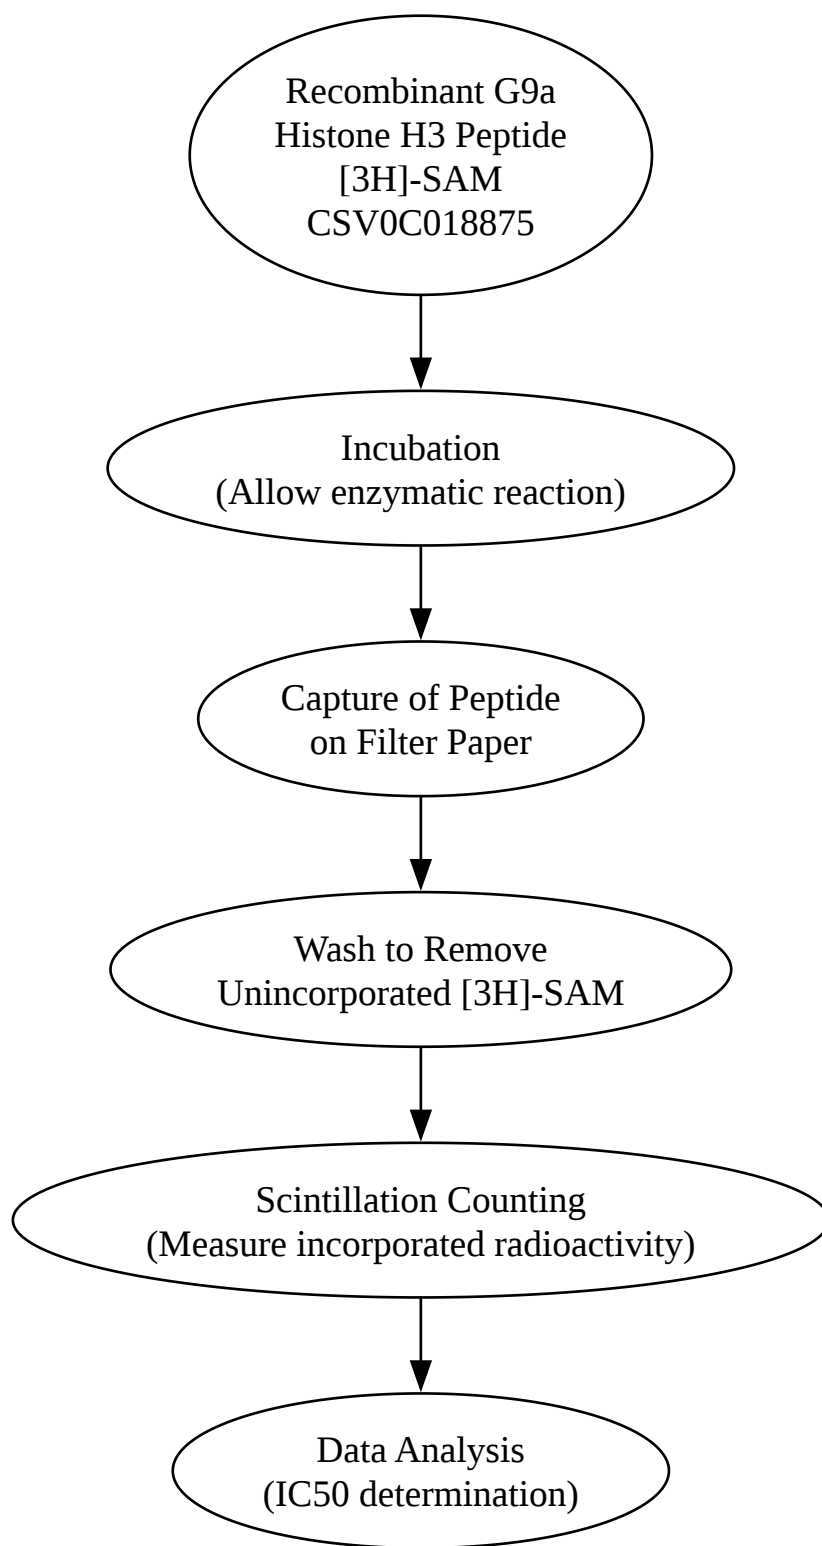 Recombinant G9a
Histone H3 Peptide
[3H]-SAM
CSV0C018875
Incubation
(Allow enzymatic reaction)
Capture of Peptide
on Filter Paper
Wash to Remove
Unincorporated [3H]-SAM
Scintillation Counting
(Measure incorporated radioactivity)
Data Analysis
(IC50 determination)